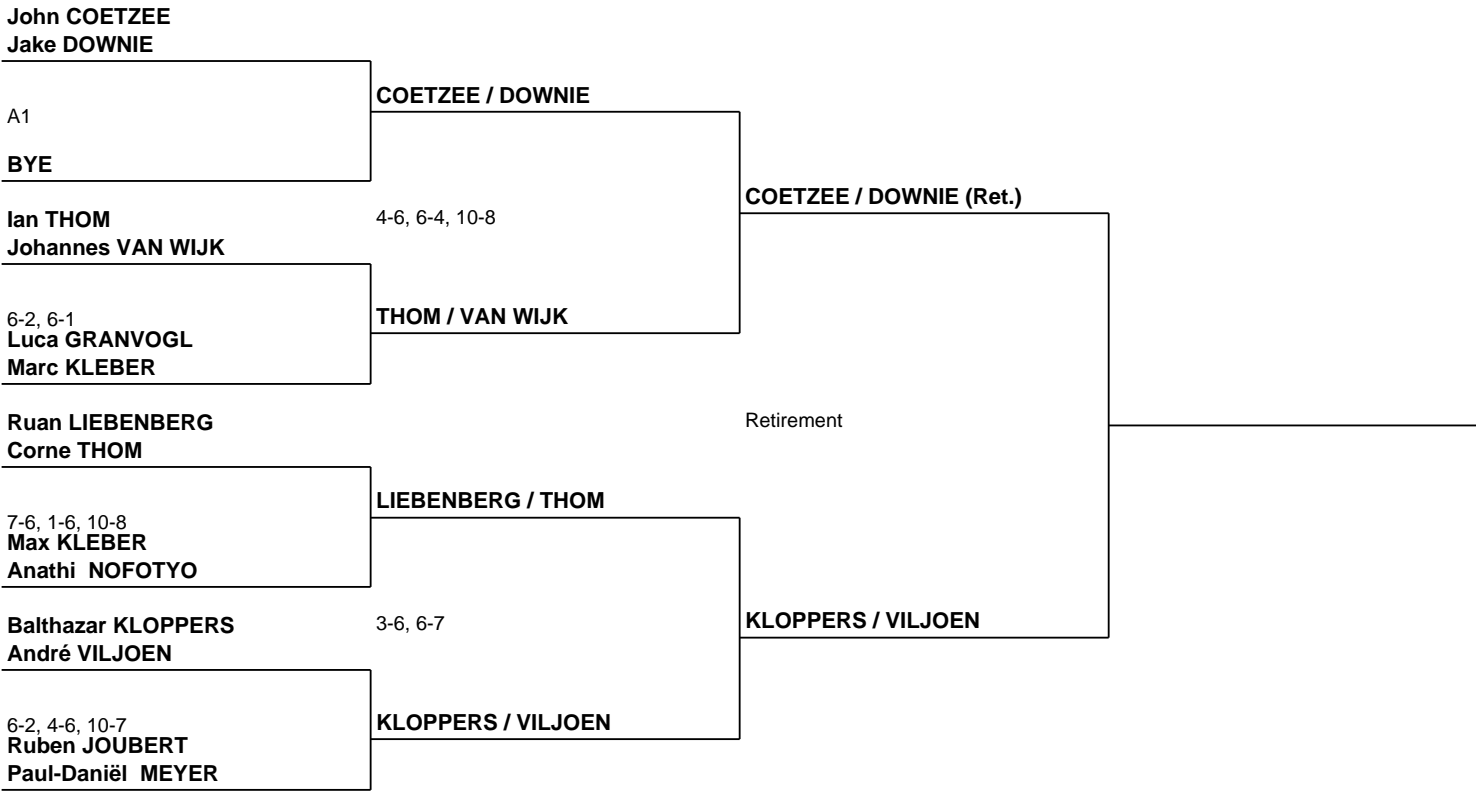 John COETZEE
Jake DOWNIE
COETZEE / DOWNIE
A1
BYE
COETZEE / DOWNIE (Ret.)
Ian THOM
Johannes VAN WIJK
4-6, 6-4, 10-8
THOM / VAN WIJK
6-2, 6-1
Luca GRANVOGL
Marc KLEBER
Ruan LIEBENBERG
Corne THOM
Retirement
LIEBENBERG / THOM
7-6, 1-6, 10-8
Max KLEBER
Anathi NOFOTYO
Balthazar KLOPPERS
André VILJOEN
3-6, 6-7
KLOPPERS / VILJOEN
KLOPPERS / VILJOEN
6-2, 4-6, 10-7
Ruben JOUBERT
Paul-Daniël MEYER